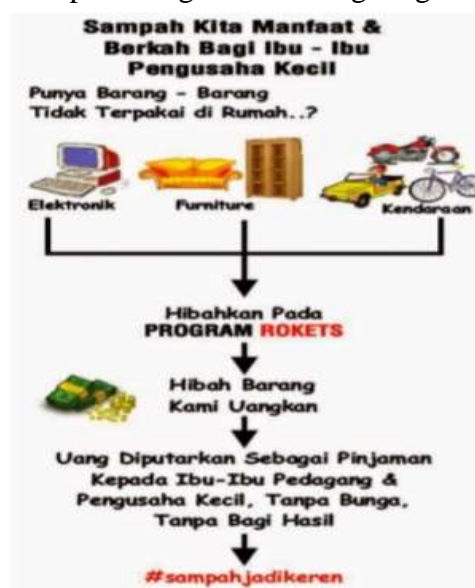 Sampah Kita Manfaat &
Berkah Bagi Ibu - Ibu
Pengusaha Kecil
Punya Barang - Barang
Tidak Terpakai di Rumah..?
Elektronik
Furniture
Kendaraan
Hibahkan Pada
PROGRAM ROKETS
Hibah Barang
Kami Uangkan
Uang Diputarkan Sebagai Pinjaman
Kepada Ibu-Ibu Pedagang &
Pengusaha Kecil, Tanpa Bunga,
Tanpa Bagi Hasil
#sampahjadikeren